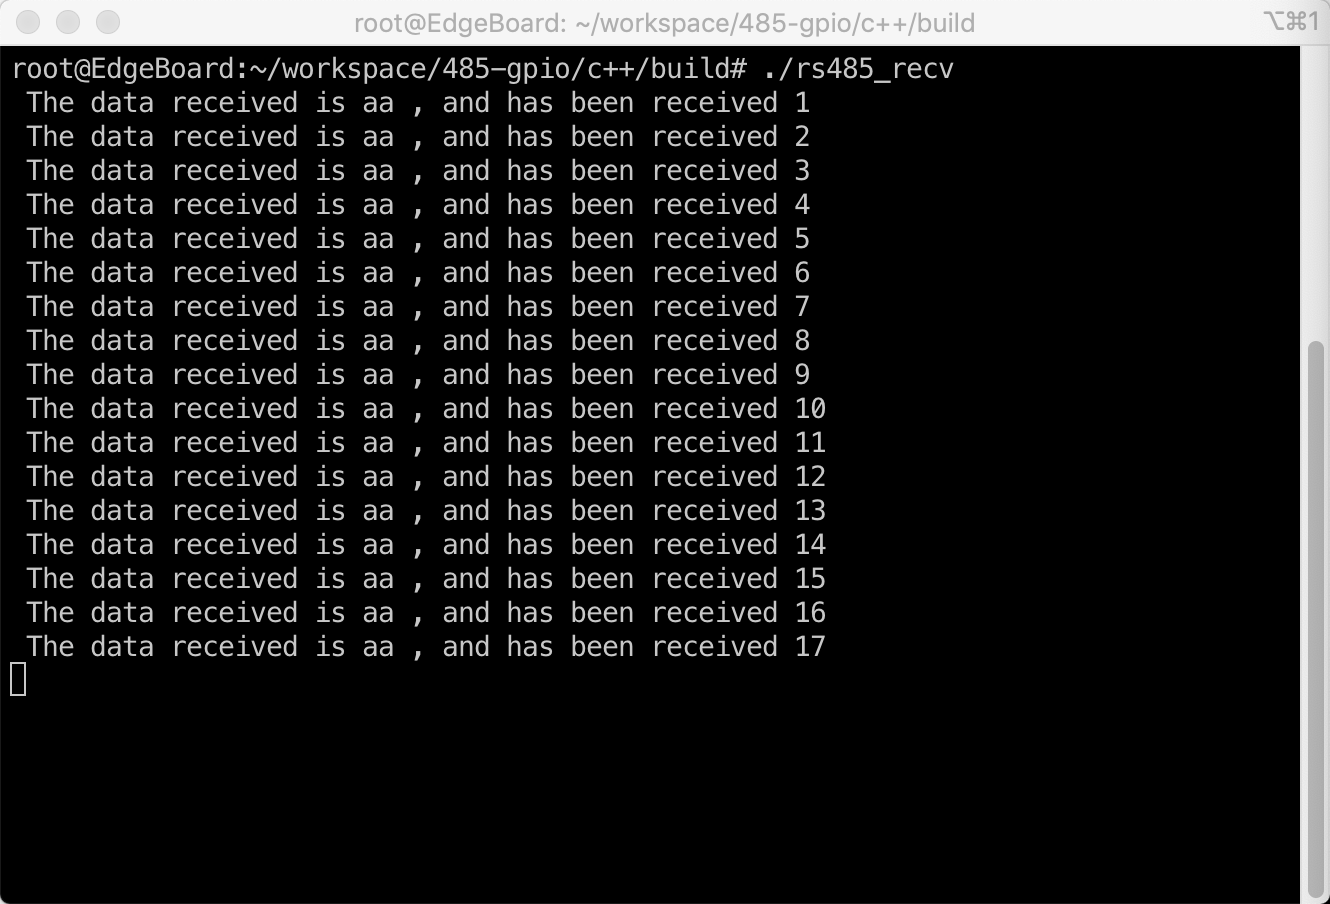 root@EdgeBoard: ~/workspace/485-gpio/c++/build
⌥⌘1
root@EdgeBoard:~/workspace/485-gpio/c++/build# ./rs485_recv
The data received is aa , and has been received 1
The data received is aa , and has been received 2
The data received is aa , and has been received 3
The data received is aa , and has been received 4
The data received is aa , and has been received 5
The data received is aa , and has been received 6
The data received is aa , and has been received 7
The data received is aa , and has been received 8
The data received is aa , and has been received 9
The data received is aa , and has been received 10
The data received is aa , and has been received 11
The data received is aa , and has been received 12
The data received is aa , and has been received 13
The data received is aa , and has been received 14
The data received is aa , and has been received 15
The data received is aa , and has been received 16
The data received is aa , and has been received 17